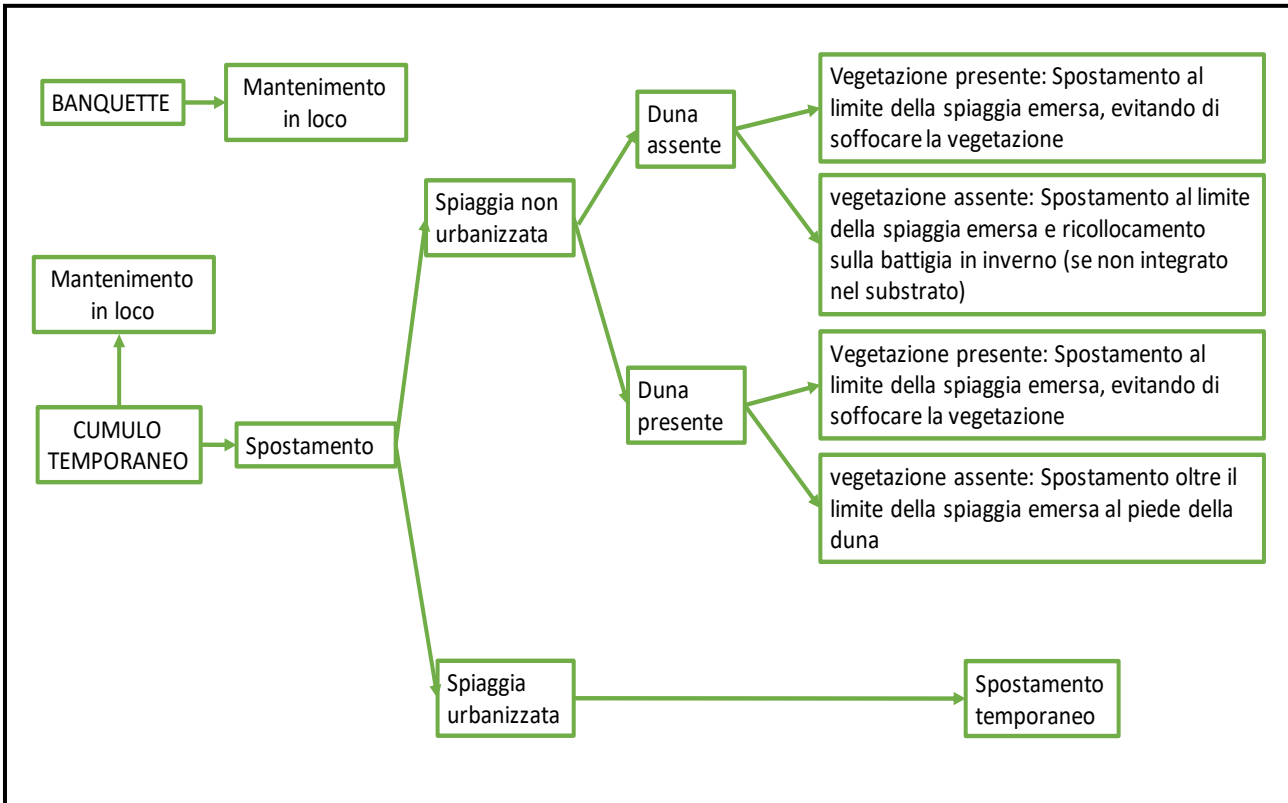 BANQUETTE
Mantenimento
in loco
Duna
assente
Vegetazione presente: Spostamento al
limite della spiaggia emersa, evitando di
soffocare la vegetazione
vegetazione assente: Spostamento al limite
della spiaggia emersa e ricollocamento
sulla battigia in inverno (se non integrato
nel substrato)
Spiaggia non
urbanizzata
Mantenimento
in loco
Duna
presente
Vegetazione presente: Spostamento al
limite della spiaggia emersa, evitando di
soffocare la vegetazione
CUMULO
TEMPORANEO
Spostamento
vegetazione assente: Spostamento oltre il
limite della spiaggia emersa al piede della
duna
Spiaggia
urbanizzata
Spostamento
temporaneo